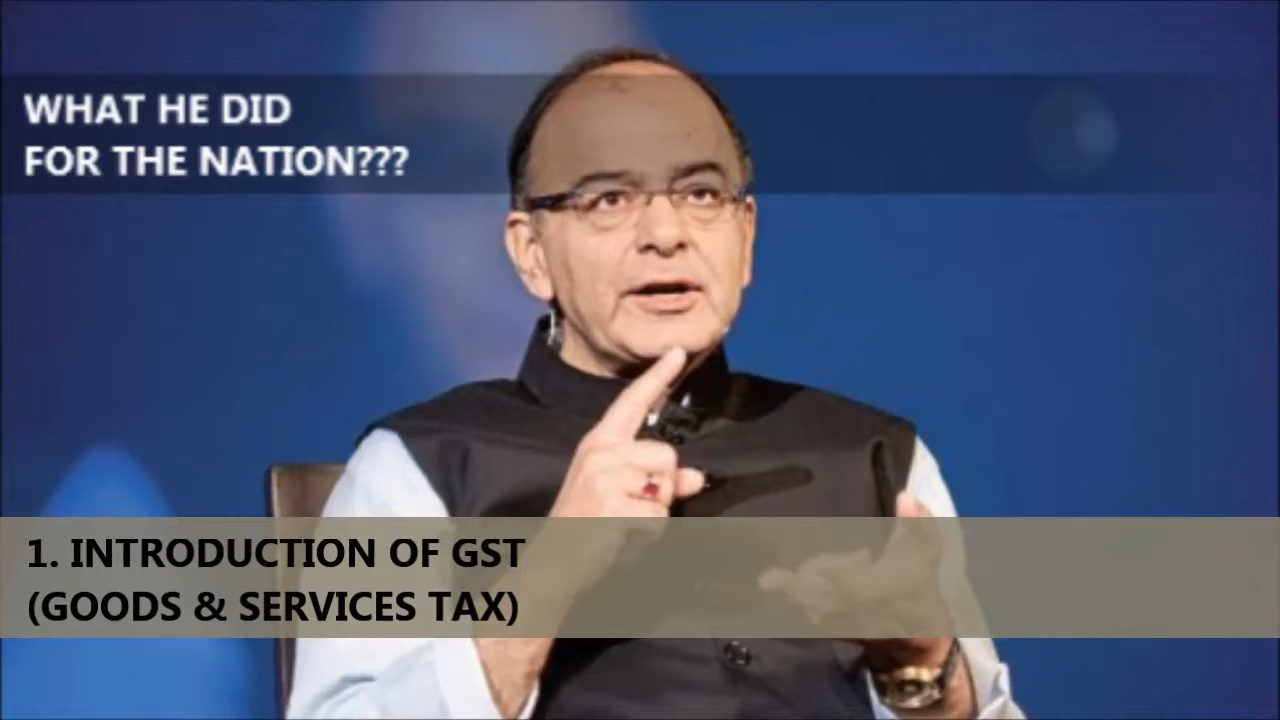 WHAT HE DID
FOR THE NATION???
1. INTRODUCTION OF GST
(GOODS & SERVICES TAX)